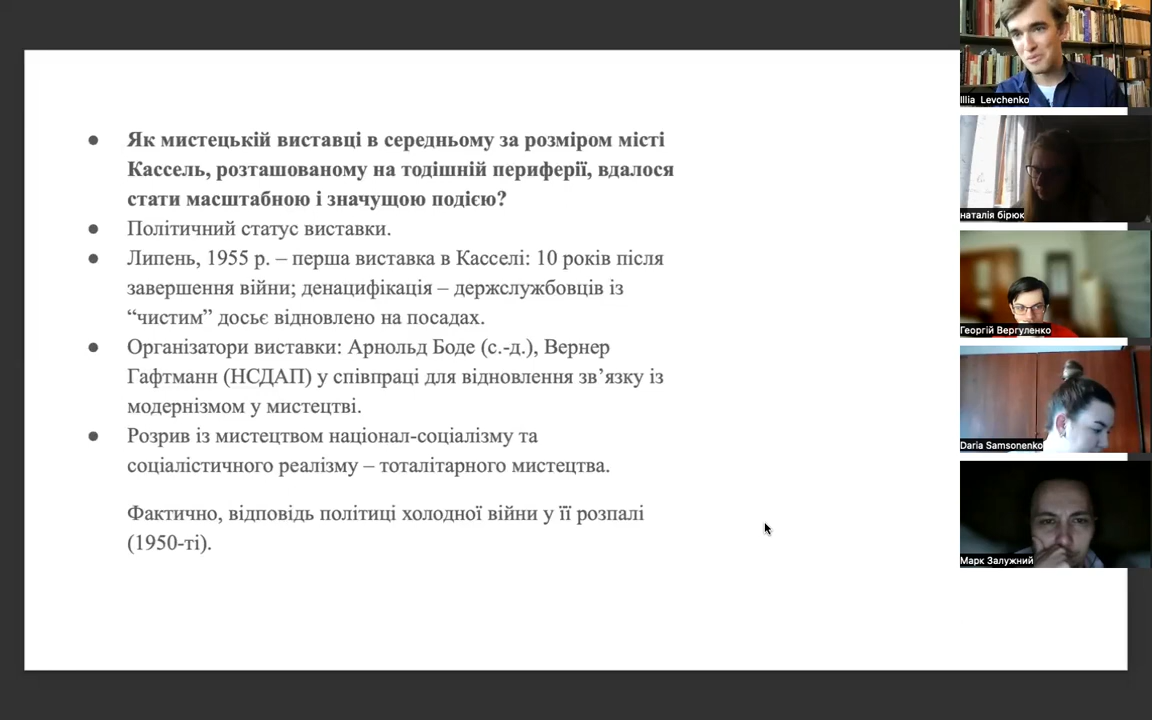 Як мистецькій виставці в середньому за розміром місті
Кассель, розташованому на тодішній периферії, вдалося
стати масштабною і значущою подією?
Політичний статус виставки.
Липень, 1955 р. – перша виставка в Касселі: 10 років після
завершення війни; денацифікація – держслужбовців із
“чистим” досьє відновлено на посадах.
Організатори виставки: Арнольд Боде (с.-д.), Вернер
Гафтманн (НСДАП) у співпраці для відновлення зв’язку із
модернізмом у мистецтві.
Розрив із мистецтвом націонал-соціалізму та
соціалістичного реалізму – тоталітарного мистецтва.
Фактично, відповідь політиці холодної війни у її розпалі
(1950-ті).
Illia Levchenko
наталія бірюк
Георгій Вергуленко
Daria Samsonenko
Марк Залужний